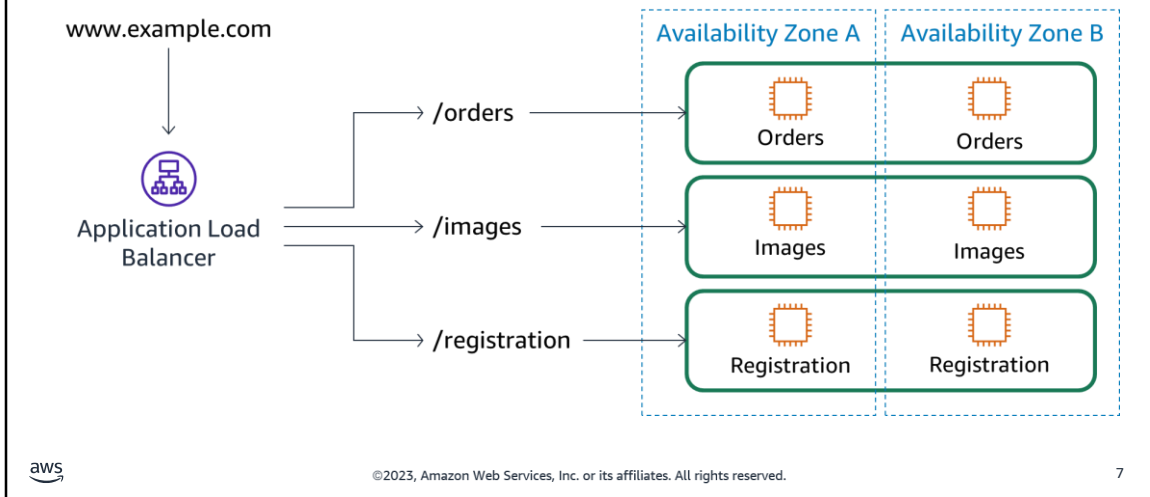 www.example.com
Availability Zone A
Availability Zone B
/orders
Orders
Orders
Application Load
Balancer
/images
Images
Images
/registration
Registration
Registration
aws
©2023, Amazon Web Services, Inc. or its affiliates. All rights reserved.
7